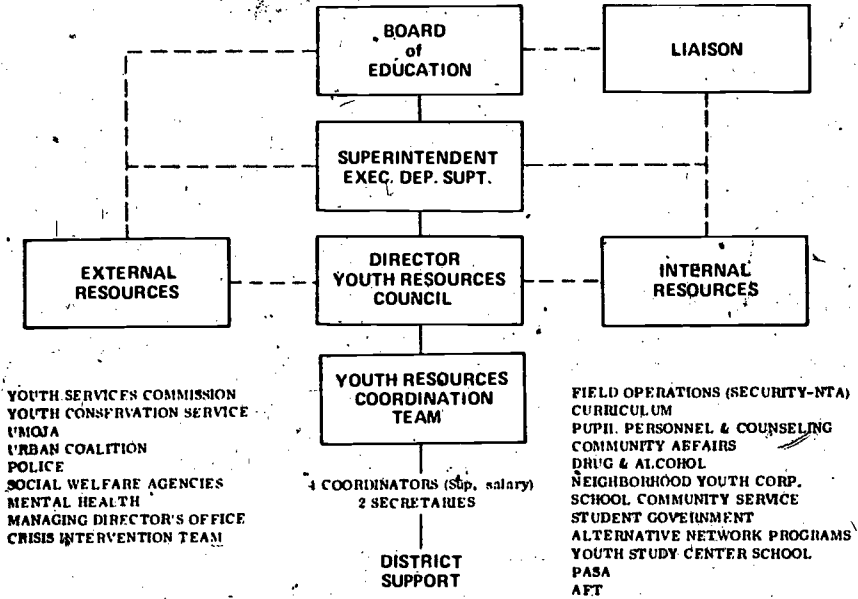 BOARD
of
EDUCATION
LIAISON
SUPERINTENDENT
EXEC. DEP. SUPT.
EXTERNAL
RESOURCES
DIRECTOR
YOUTH RESOURCES
COUNCIL
INTERNAL
RESOURCES
YOUTH RESOURCES
COORDINATION
TEAM
YOUTH SERVICES COMMISSION
YOUTH CONSERVATION SERVICE
UMOJA
URBAN COALITION
POLICE
SOCIAL WELFARE AGENCIES
MENTAL HEALTH
MANAGING DIRECTOR'S OFFICE
CRISIS INTERVENTION TEAM
4 COORDINATORS (Sup. salary)
2 SECRETARIES
DISTRICT
SUPPORT
FIELD OPERATIONS (SECURITY-NTA)
CURRICULUM
PUPIL PERSONNEL & COUNSELING
COMMUNITY AFFAIRS
DRUG & ALCOHOL
NEIGHBORHOOD YOUTH CORP.
SCHOOL COMMUNITY SERVICE
STUDENT GOVERNMENT
ALTERNATIVE NETWORK PROGRAMS
YOUTH STUDY CENTER SCHOOL
PASA
AFT